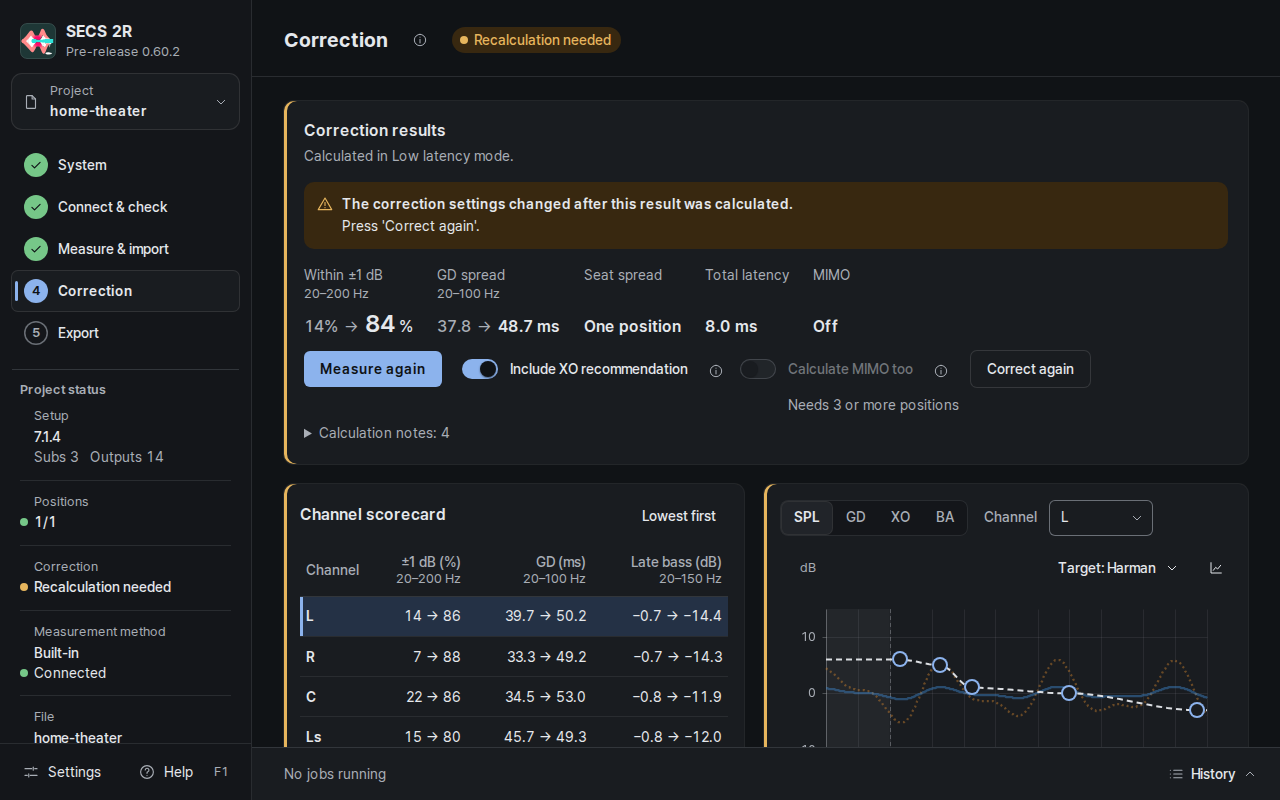 SECS 2R
Pre-release 0.60.2
Project
home-theater
System
Connect & check
Measure & import
4 Correction
5 Export
Project status
Setup
7.1.4
Subs 3 Outputs 14
Positions
1/1
Correction
Recalculation needed
Measurement method
Built-in
Connected
File
home-theater
Settings Help F1
Correction Recalculation needed
Correction results
Calculated in Low latency mode.
The correction settings changed after this result was calculated.
Press 'Correct again'.
Within ±1 dB GD spread Seat spread Total latency MIMO
20–200 Hz 20–100 Hz
14% → 84 % 37.8 → 48.7 ms One position 8.0 ms Off
Measure again Include XO recommendation Calculate MIMO too Correct again
Needs 3 or more positions
Calculation notes: 4
Channel scorecard Lowest first
Channel ±1 dB (%) GD (ms) Late bass (dB)
20–200 Hz 20–100 Hz 20–150 Hz
L 14 → 86 39.7 → 50.2 −0.7 → −14.4
R 7 → 88 33.3 → 49.2 −0.7 → −14.3
C 22 → 86 34.5 → 53.0 −0.8 → −11.9
Ls 15 → 80 45.7 → 49.3 −0.8 → −12.0
SPL GD XO BA Channel L
dB Target: Harman
10
0
No jobs running History